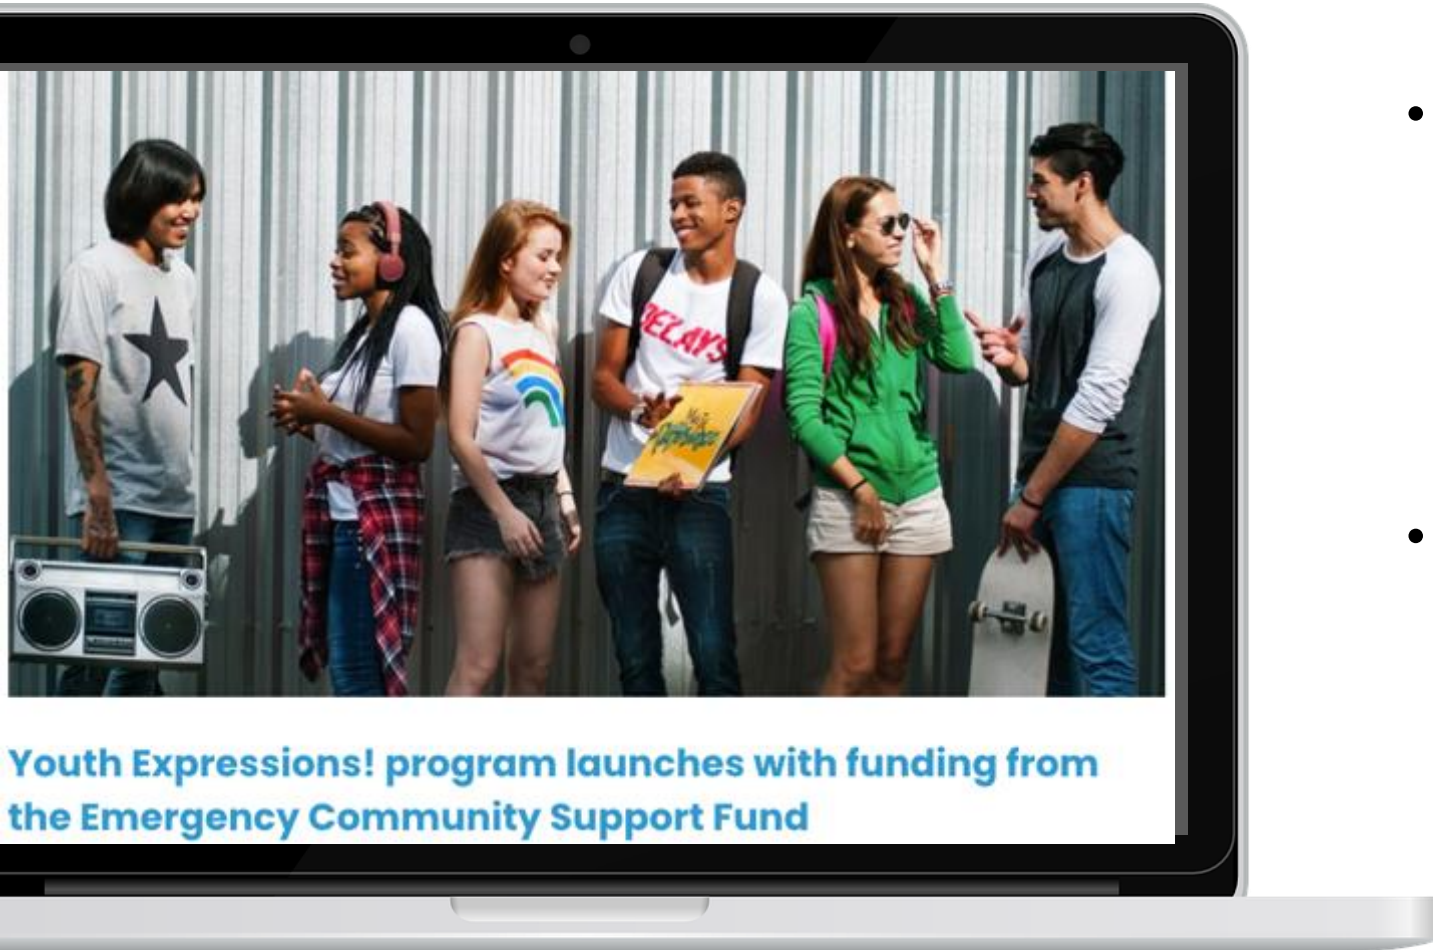 DELAYS
Youth Expressions! program launches with funding from
the Emergency Community Support Fund